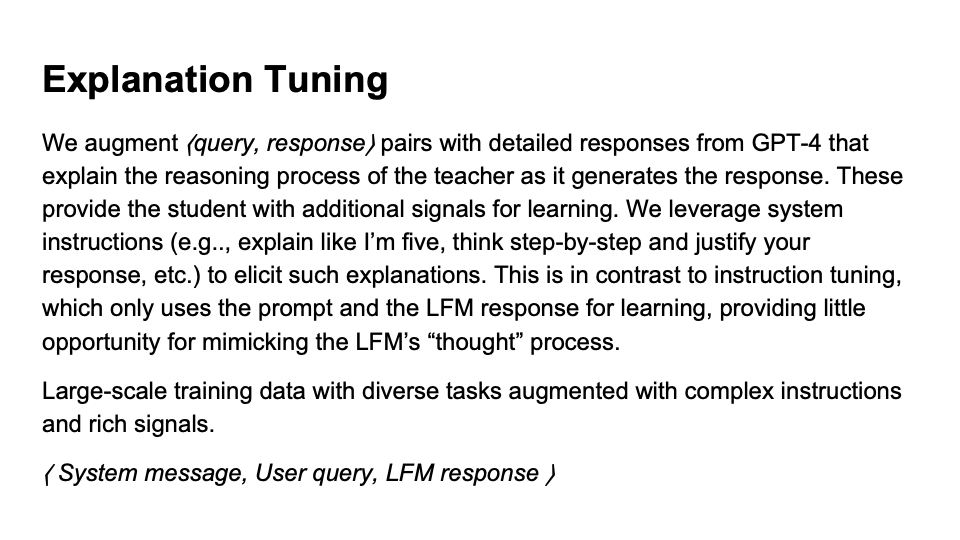 Explanation Tuning
We augment ⟨query, response⟩ pairs with detailed responses from GPT-4 that
explain the reasoning process of the teacher as it generates the response. These
provide the student with additional signals for learning. We leverage system
instructions (e.g.., explain like I’m five, think step-by-step and justify your
response, etc.) to elicit such explanations. This is in contrast to instruction tuning,
which only uses the prompt and the LFM response for learning, providing little
opportunity for mimicking the LFM’s “thought” process.
Large-scale training data with diverse tasks augmented with complex instructions
and rich signals.
⟨ System message, User query, LFM response ⟩